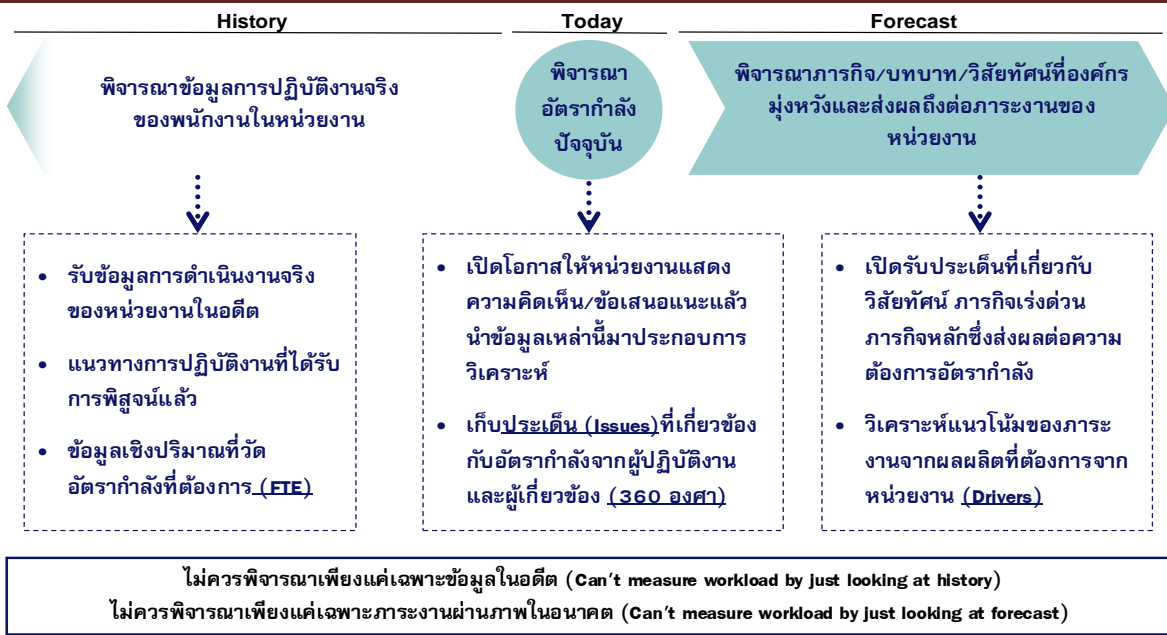 History
Today
Forecast
พิจารณาข้อมูลการปฏิบัติงานจริง
ของพนักงานในหน่วยงาน
พิจารณา
อัตรากำลัง
ปัจจุบัน
พิจารณาภารกิจ/บทบาท/วิสัยทัศน์ที่องค์กร
มุ่งหวังและส่งผลถึงต่อภาระงานของ
หน่วยงาน
• รับข้อมูลการดำเนินงานจริง
ของหน่วยงานในอดีต
• แนวทางการปฏิบัติงานที่ได้รับ
การพิสูจน์แล้ว
• ข้อมูลเชิงปริมาณที่วัด
อัตรากำลังที่ต้องการ (FTE)
• เปิดโอกาสให้หน่วยงานแสดง
ความคิดเห็น/ข้อเสนอแนะแล้ว
นำข้อมูลเหล่านี้มาประกอบการ
วิเคราะห์
• เก็บประเด็น (Issues)ที่เกี่ยวข้อง
กับอัตรากำลังจากผู้ปฏิบัติงาน
และผู้เกี่ยวข้อง (360 องศา)
• เปิดรับประเด็นที่เกี่ยวกับ
วิสัยทัศน์ ภารกิจเร่งด่วน
ภารกิจหลักซึ่งส่งผลต่อความ
ต้องการอัตรากำลัง
• วิเคราะห์แนวโน้มของภาระ
งานจากผลผลิตที่ต้องการจาก
หน่วยงาน (Drivers)
ไม่ควรพิจารณาเพียงแค่เฉพาะข้อมูลในอดีต (Can't measure workload by just looking at history)
ไม่ควรพิจารณาเพียงแค่เฉพาะภาระงานผ่านภาพในอนาคต (Can't measure workload by just looking at forecast)